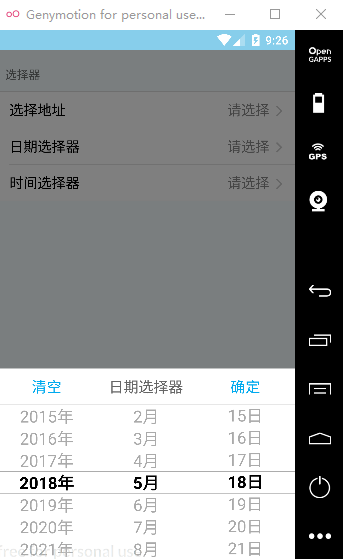 Genymotion for personal use...
9:26
Open
GAPPS
选择器
选择地址 请选择
日期选择器 请选择
时间选择器 请选择
GPS
清空 日期选择器 确定
2015年 2月 15日
2016年 3月 16日
2017年 4月 17日
2018年 5月 18日
2019年 6月 19日
2020年 7月 20日
2021年 8月 21日
free for personal use